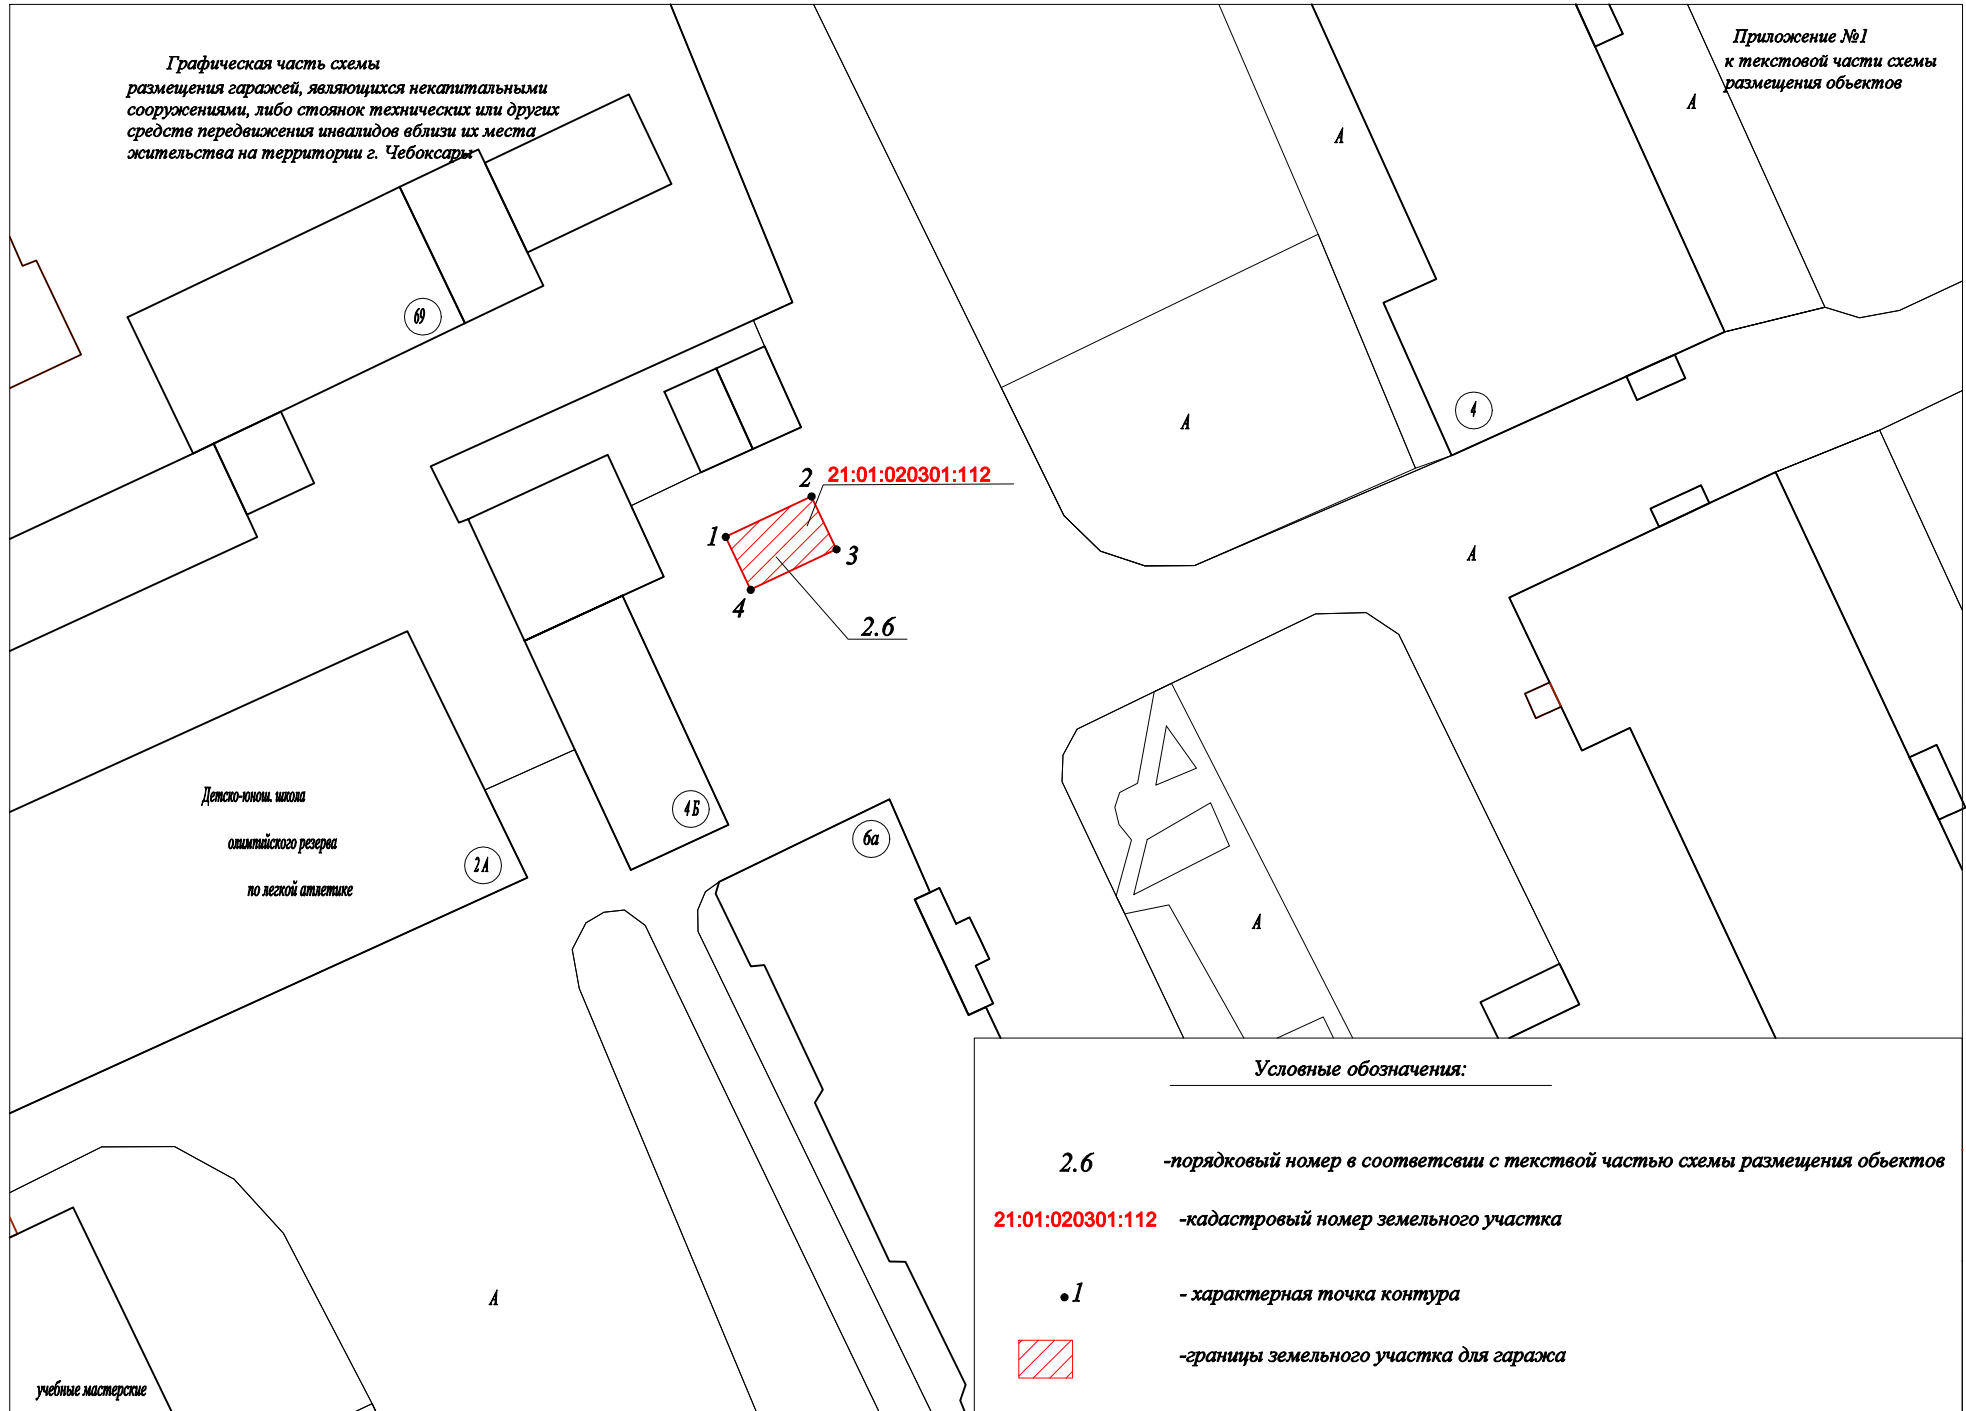 Графическая часть схемы
размещения гаражей, являющихся некапитальными
сооружениями, либо стоянок технических или других
средств передвижения инвалидов вблизи их места
жительства на территории г. Чебоксары
Приложение №1
к текстовой части схемы
размещения обьектов
А
А
69
4
А
2
21:01:020301:112
1
3
А
4
2.6
Детско-юнош. школа
олимпийского резерва
по легкой атлетике
2А
4Б
6а
А
А
учебные мастерские
Условные обозначения:
2.6 -порядковый номер в соответсвии с текствой частью схемы размещения обьектов
21:01:020301:112 -кадастровый номер земельного участка
1 - характерная точка контура
-границы земельного участка для гаража